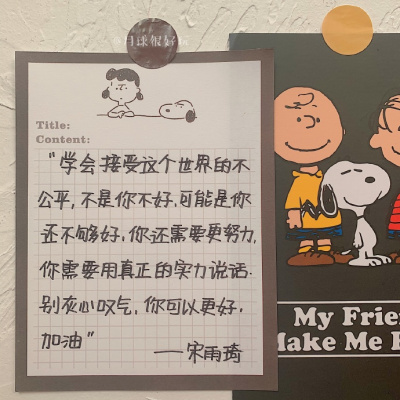 月球很好
Title:
Content:
"学会接受这个世界的不
公平,不是你不好,可能是你
还不够好,你还需要更努力,
你需要用真正的实力说话.
别灰心叹气,你可以更好,
加油"
——宋雨琦
My Frie
Make Me